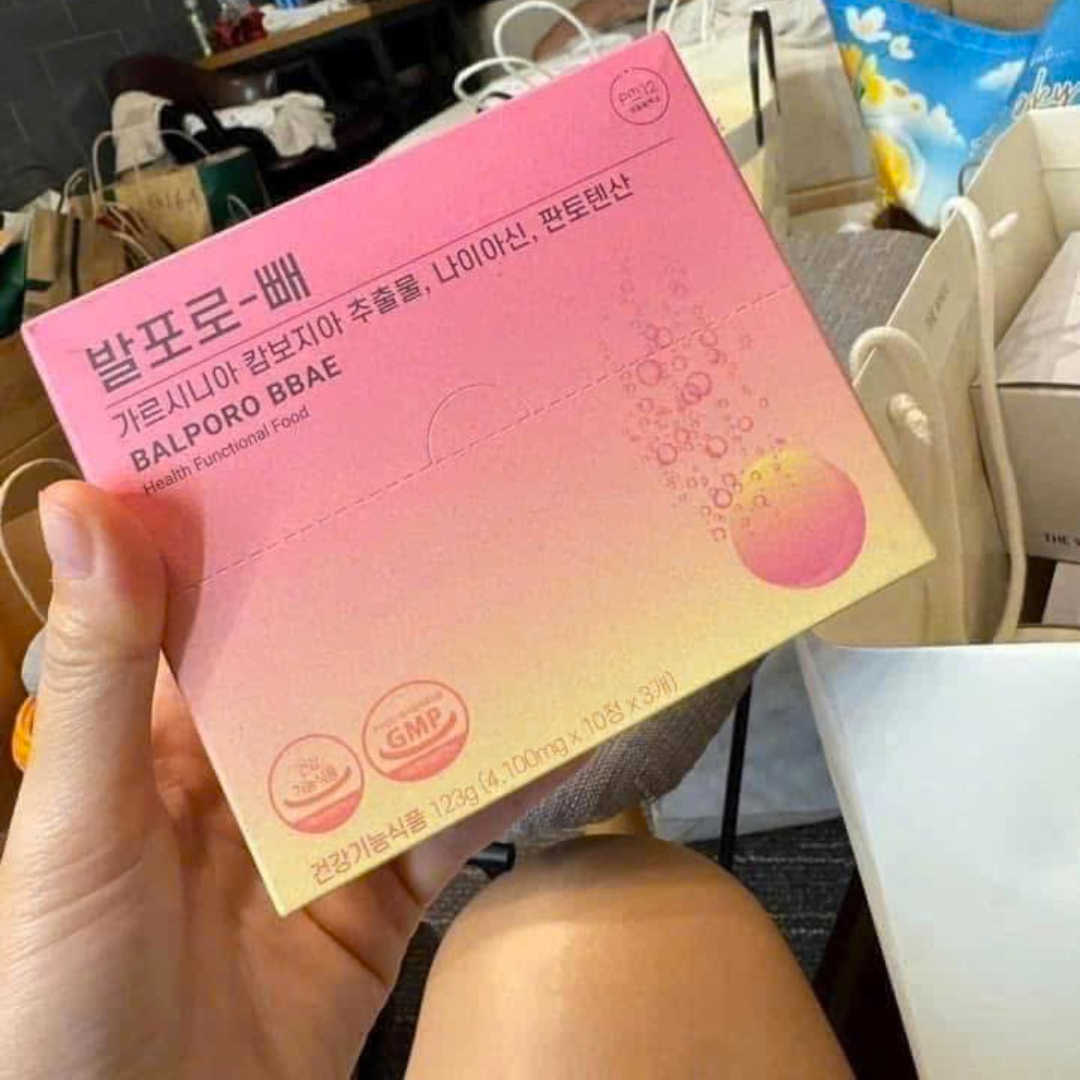 PM12
발포로-빼
가르시니아 캄보지아 추출물, 나이아신, 판토텐산
BALPORO BBAE
Health Functional Food
GMP
건강기능식품 123g (4,100mg x 10정 x 3개)
THE